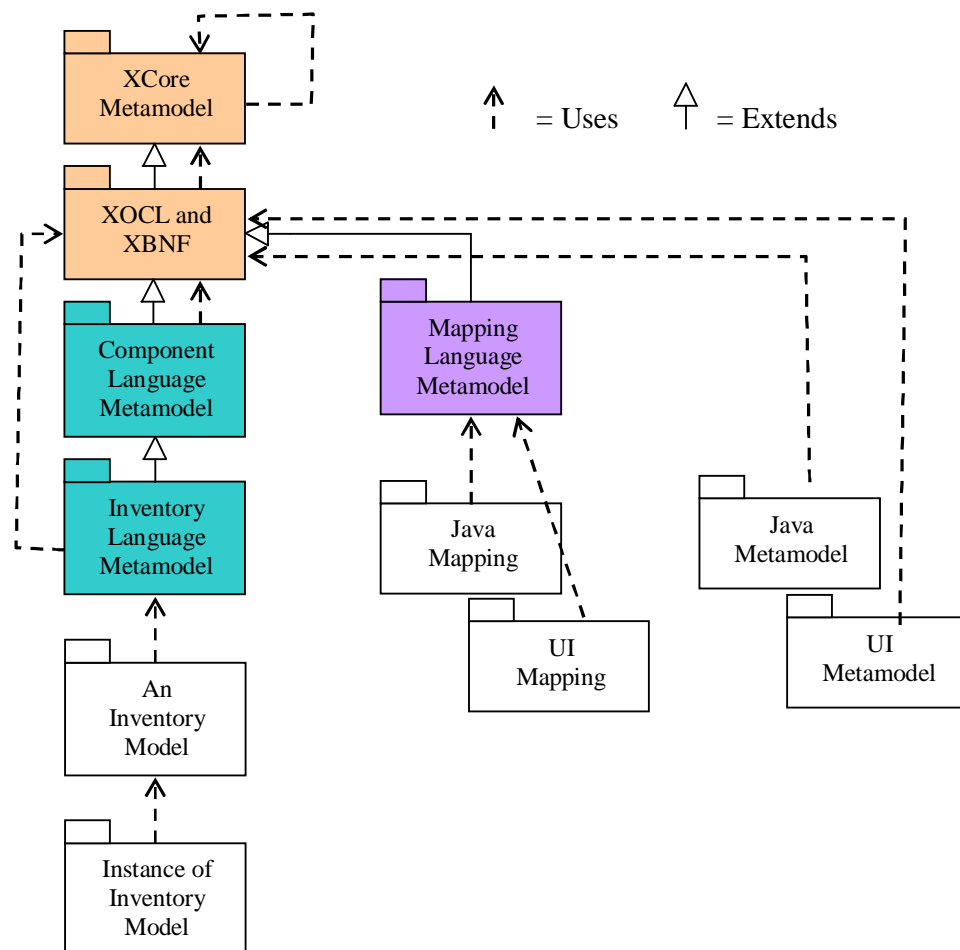 XCore
Metamodel
= Uses
= Extends
XOCL and
XBNF
Component
Language
Metamodel
Mapping
Language
Metamodel
Inventory
Language
Metamodel
Java
Mapping
Java
Metamodel
UI
Mapping
UI
Metamodel
An
Inventory
Model
Instance of
Inventory
Model